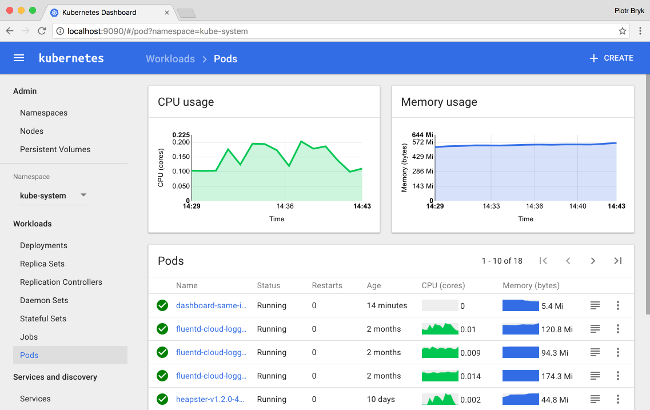 Kubernetes Dashboard
Piotr Bryk
localhost:9090/#/pod?namespace=kube-system
kubernetes
Workloads > Pods
+ CREATE
Admin
Namespaces
Nodes
Persistent Volumes
Namespace
kube-system
Workloads
Deployments
Replica Sets
Replication Controllers
Daemon Sets
Stateful Sets
Jobs
Pods
Services and discovery
Services
CPU usage
CPU (cores)
0.225
0.200
0.150
0.100
0.050
0
14:29
14:36
14:43
Time
Memory usage
Memory (bytes)
644 Mi
572 Mi
429 Mi
286 Mi
143 Mi
0
14:29
14:33
14:36
14:40
14:43
Time
Pods
1 - 10 of 18
Name Status Restarts Age CPU (cores) Memory (bytes)
dashboard-same-i... Running 0 14 minutes 0 5.4 Mi
fluentd-cloud-logg... Running 0 2 months 0.01 120.8 Mi
fluentd-cloud-logg... Running 0 2 months 0.009 94.3 Mi
fluentd-cloud-logg... Running 0 2 months 0.014 174.3 Mi
heapster-v1.2.0-4... Running 0 10 days 0.002 44.8 Mi